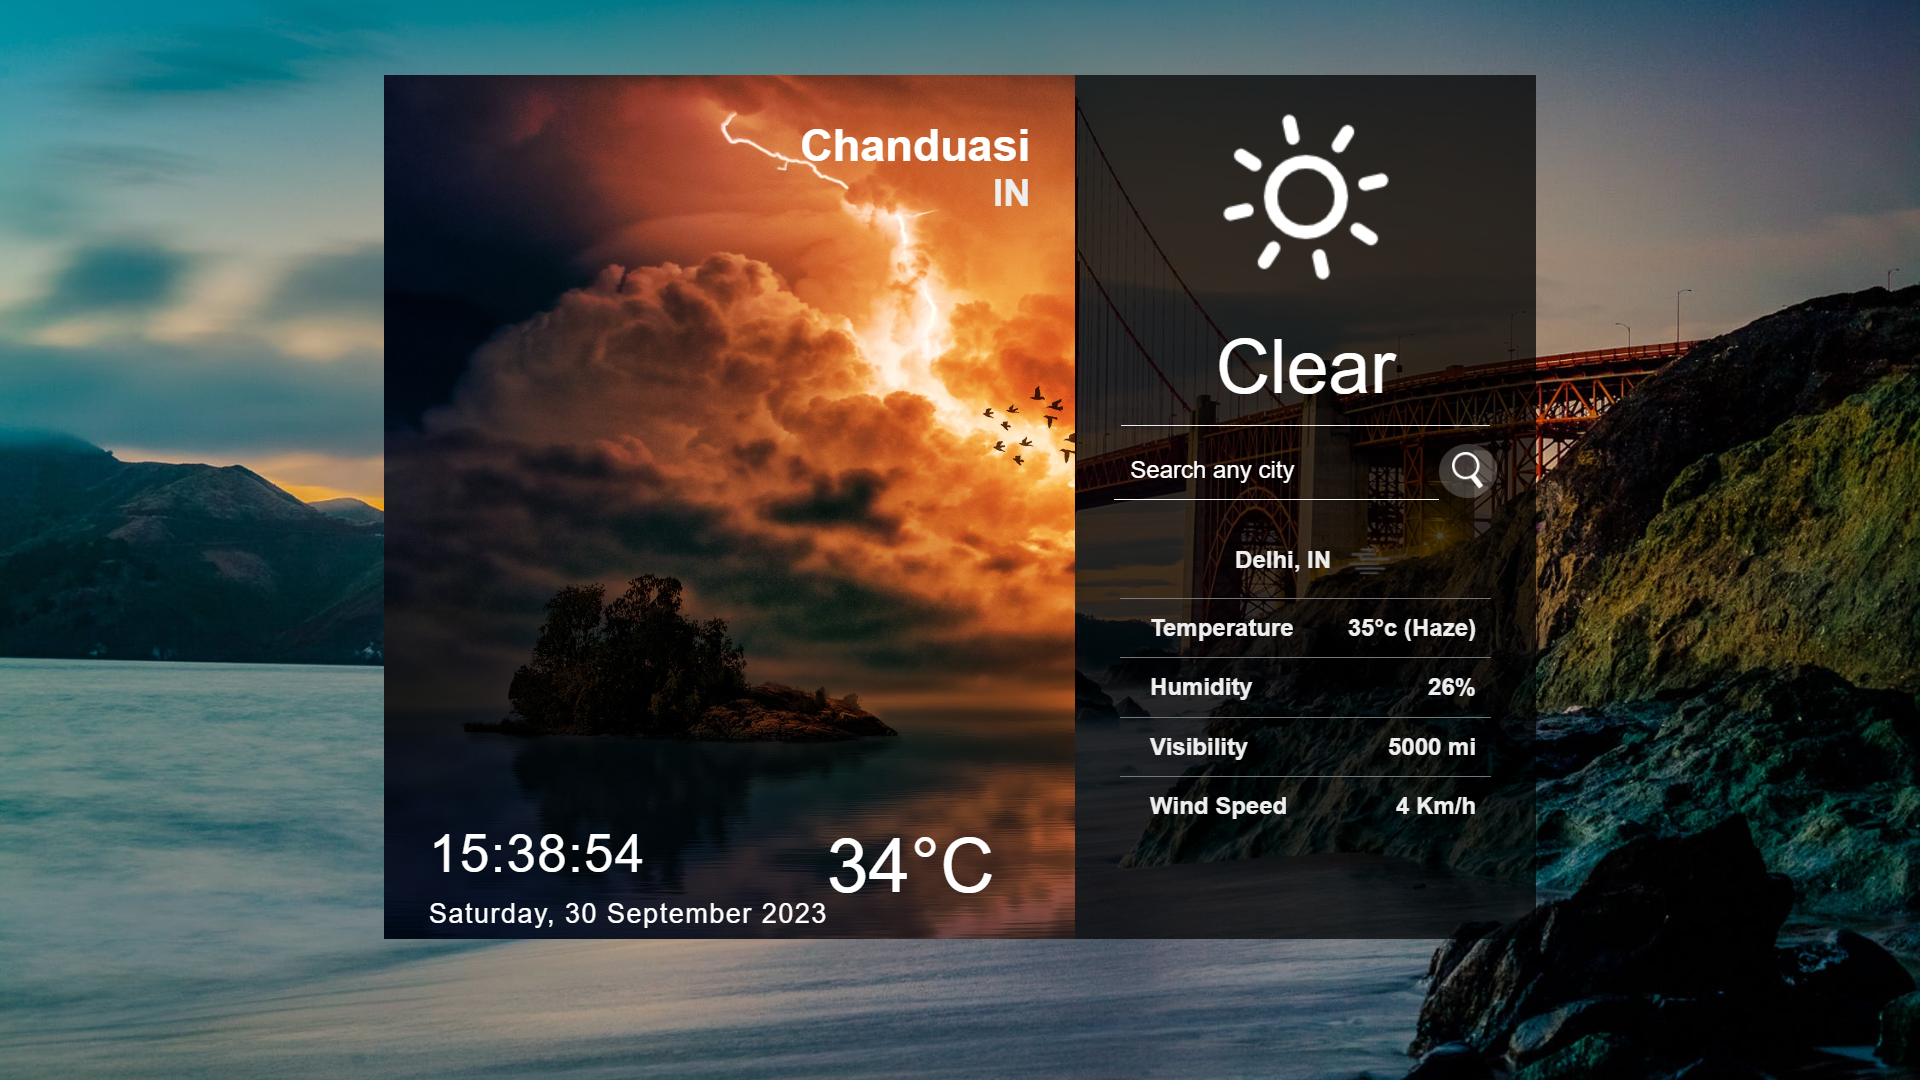 Chanduasi
IN
15:38:54
Saturday, 30 September 2023
34°C
Clear
Search any city
Delhi, IN
Temperature 35°c (Haze)
Humidity 26%
Visibility 5000 mi
Wind Speed 4 Km/h